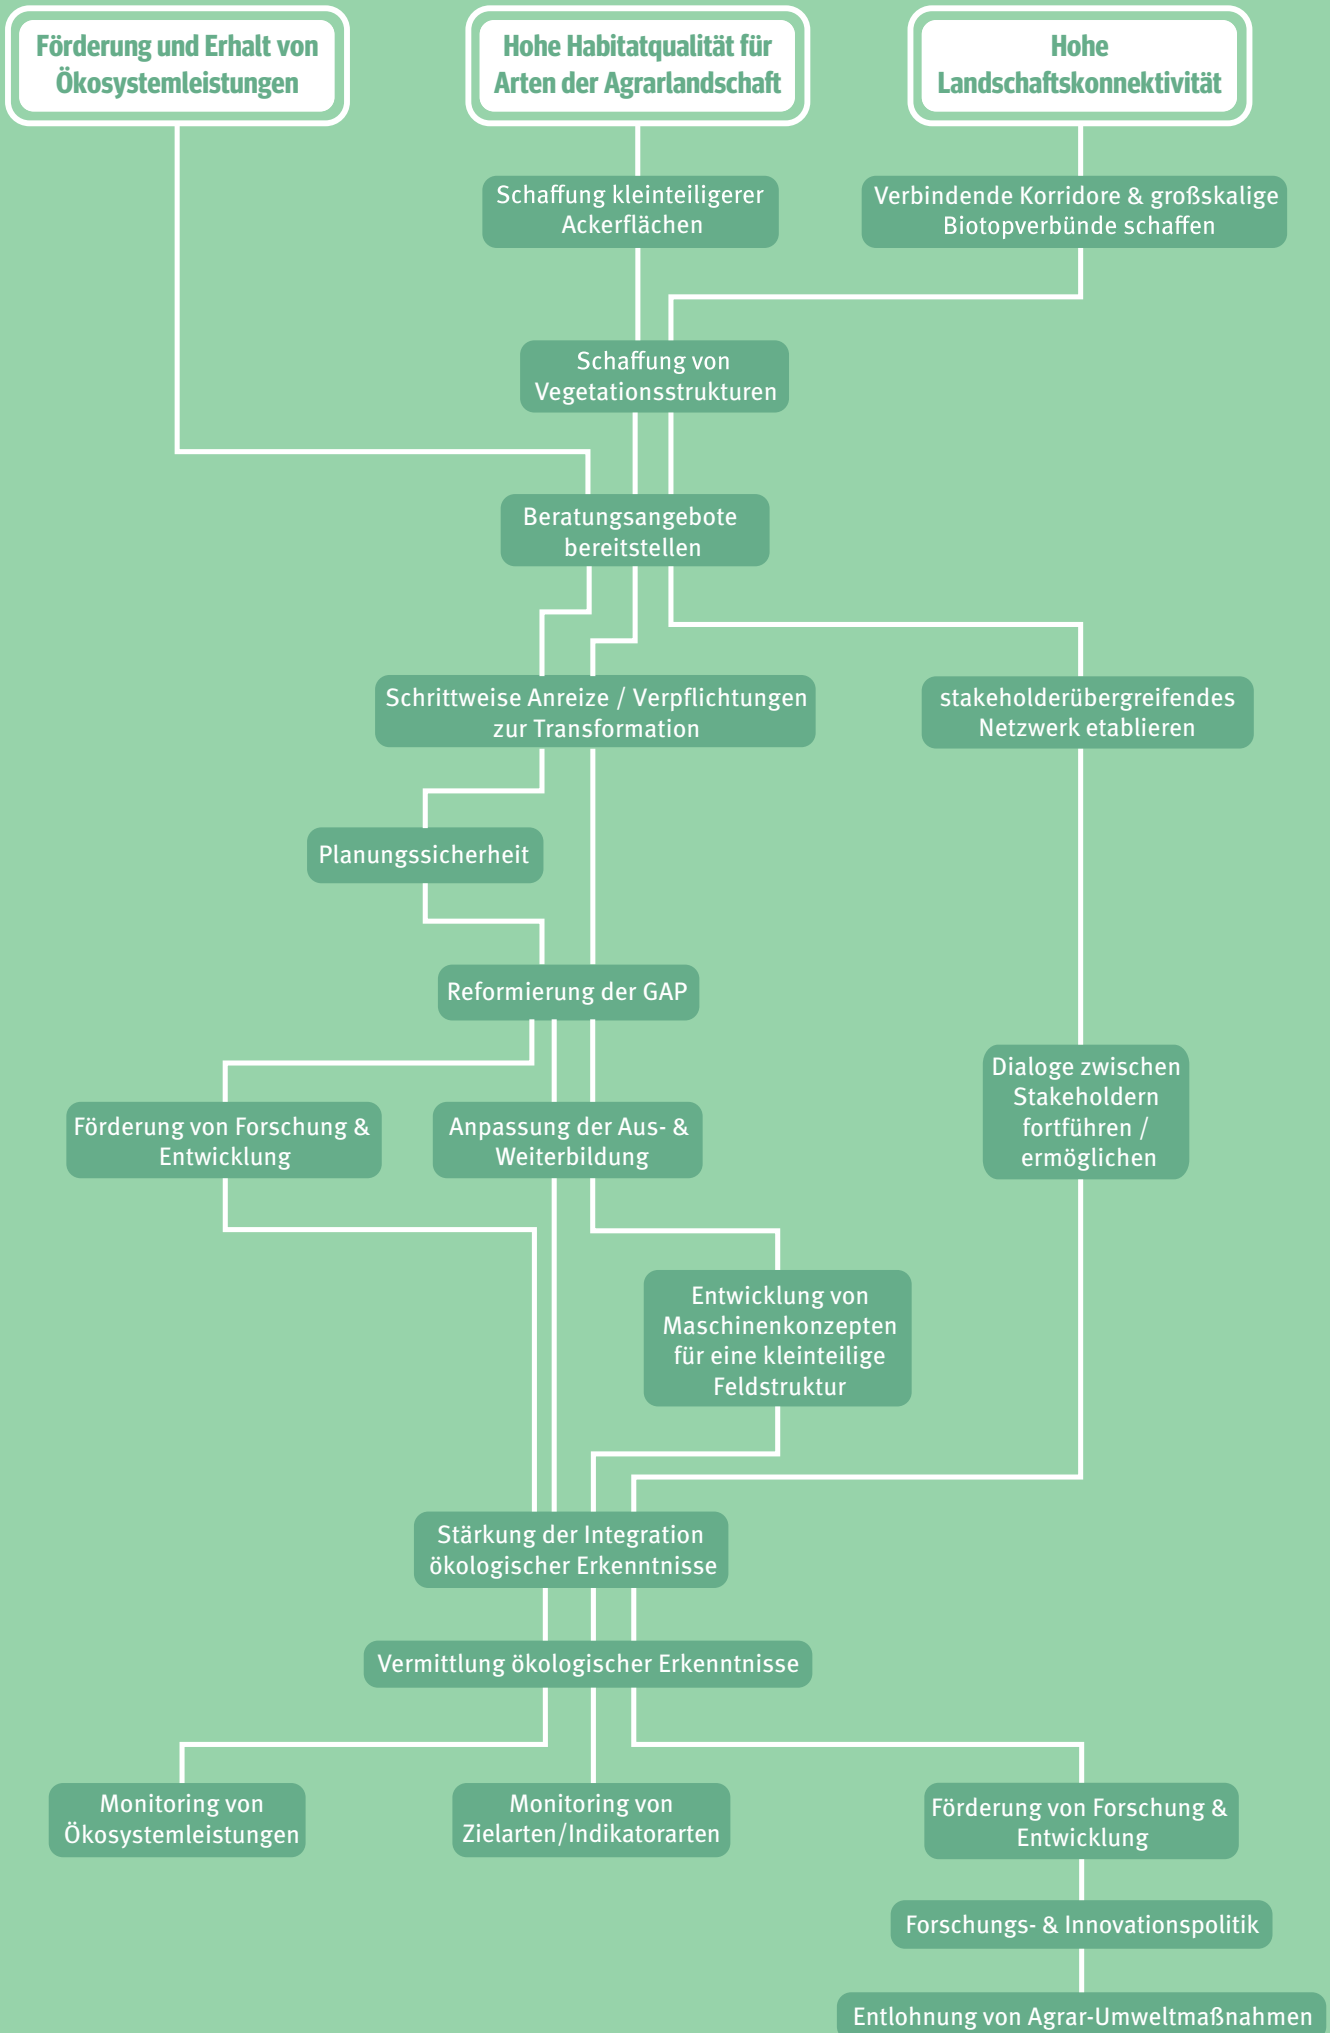 Förderung und Erhalt von
Ökosystemleistungen
Hohe Habitatqualität für
Arten der Agrarlandschaft
Hohe
Landschaftskonnektivität
Schaffung kleinteiligerer
Ackerflächen
Verbindende Korridore & großskalige
Biotopverbünde schaffen
Schaffung von
Vegetationsstrukturen
Beratungsangebote
bereitstellen
Schrittweise Anreize / Verpflichtungen
zur Transformation
stakeholderübergreifendes
Netzwerk etablieren
Planungssicherheit
Reformierung der GAP
Dialoge zwischen
Stakeholdern
fortführen /
ermöglichen
Förderung von Forschung &
Entwicklung
Anpassung der Aus- &
Weiterbildung
Entwicklung von
Maschinenkonzepten
für eine kleinteilige
Feldstruktur
Stärkung der Integration
ökologischer Erkenntnisse
Vermittlung ökologischer Erkenntnisse
Monitoring von
Ökosystemleistungen
Monitoring von
Zielarten/Indikatorarten
Förderung von Forschung &
Entwicklung
Forschungs- & Innovationspolitik
Entlohnung von Agrar-Umweltmaßnahmen